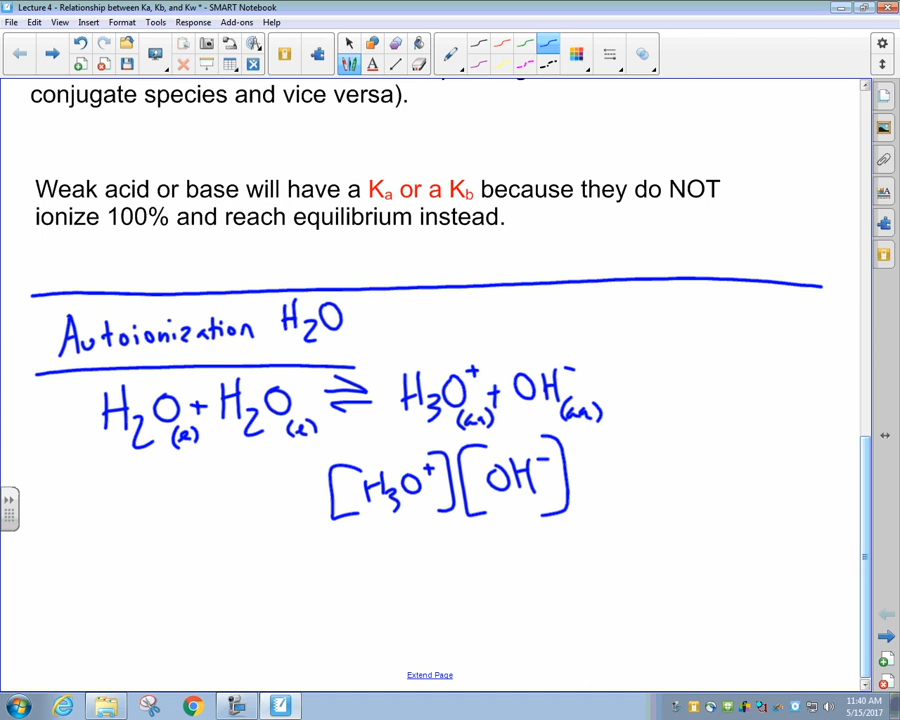 Lecture 4 - Relationship between Ka, Kb, and Kw * - SMART Notebook
File Edit View Insert Format Tools Response Add-ons Help
conjugate species and vice versa).
Weak acid or base will have a Kₐ or a K_b because they do NOT
ionize 100% and reach equilibrium instead.
Autoionization H₂O
H₂O(l) + H₂O(l) ⇌ H₃O⁺(aq) + OH⁻(aq)
[H₃O⁺][OH⁻]
Extend Page
11:40 AM
5/15/2017